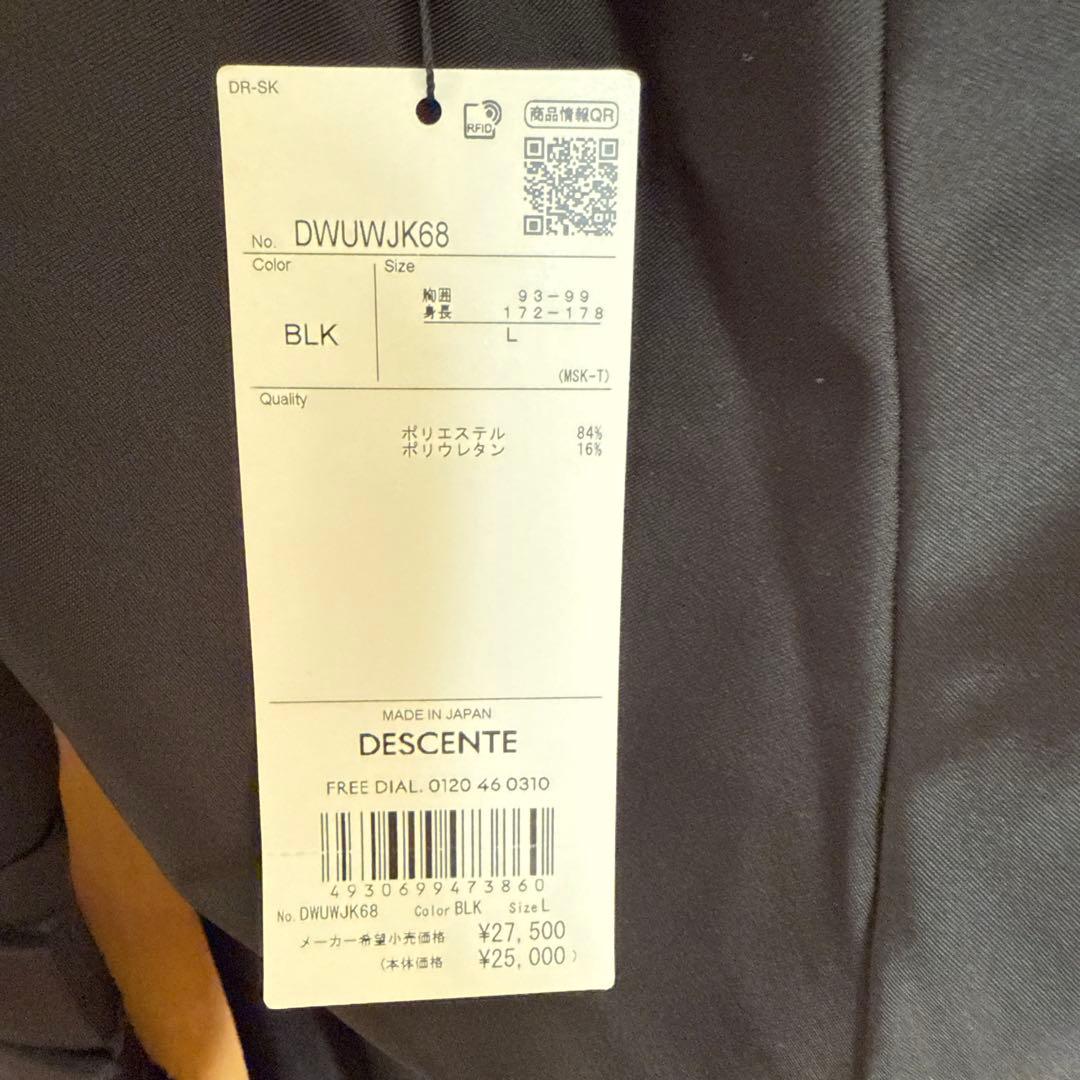 DR-SK
RFID
商品情報QR
No. DWUWJK68
Color
Size
胸囲 93-99
身長 172-178
BLK
L
(MSK-T)
Quality
ポリエステル 84%
ポリウレタン 16%
MADE IN JAPAN
DESCENTE
FREE DIAL. 0120 46 0310
4930699473860
No. DWUWJK68 Color BLK Size L
メーカー希望小売価格 ¥27,500
(本体価格 ¥25,000)